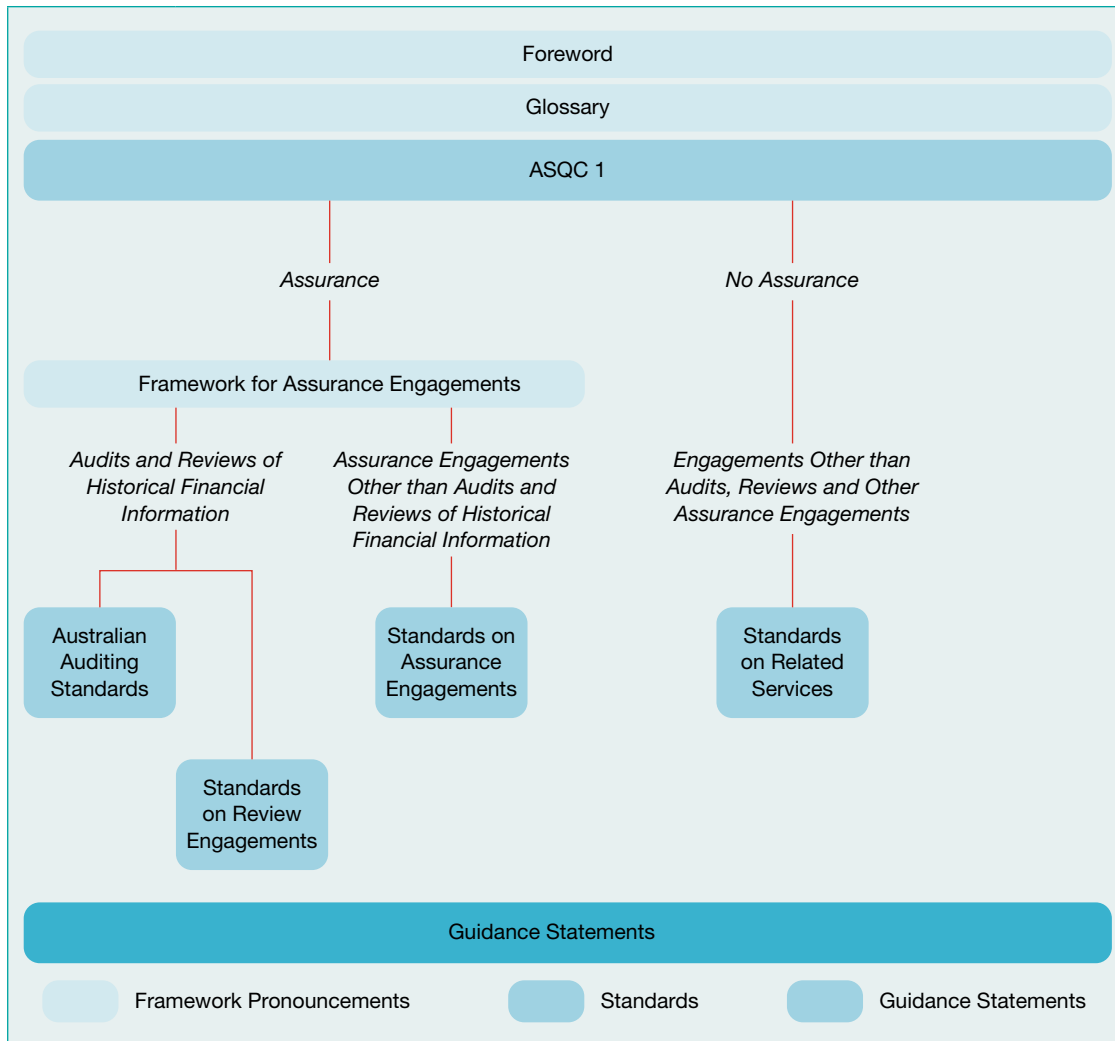 Foreword
Glossary
ASQC 1
Assurance
No Assurance
Framework for Assurance Engagements
Audits and Reviews of
Historical Financial
Information
Assurance Engagements
Other than Audits and
Reviews of Historical
Financial Information
Engagements Other than
Audits, Reviews and Other
Assurance Engagements
Australian
Auditing
Standards
Standards on
Assurance
Engagements
Standards
on Related
Services
Standards
on Review
Engagements
Guidance Statements
Framework Pronouncements
Standards
Guidance Statements